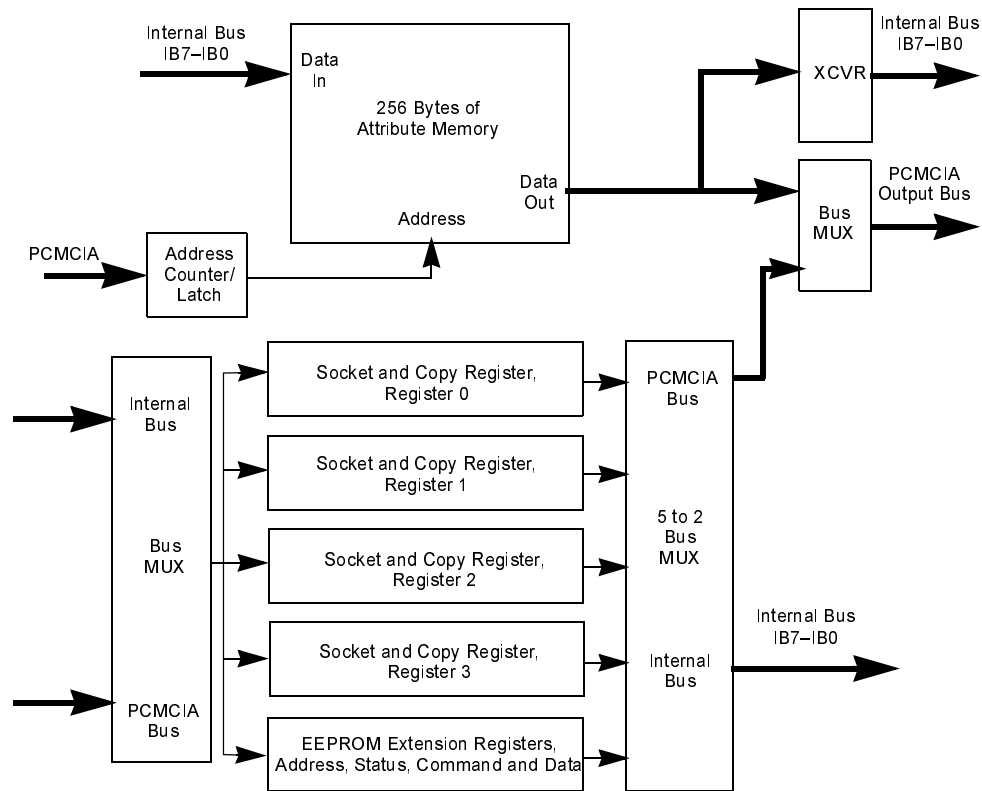 Internal Bus
IB7–IB0
Data
In
256 Bytes of
Attribute Memory
Data
Out
Address
XCVR
Internal Bus
IB7–IB0
PCMCIA
Output Bus
Bus
MUX
PCMCIA
Address
Counter/
Latch
Internal
Bus
Bus
MUX
PCMCIA
Bus
Socket and Copy Register,
Register 0
Socket and Copy Register,
Register 1
Socket and Copy Register,
Register 2
Socket and Copy Register,
Register 3
EEPROM Extension Registers,
Address, Status, Command and Data
PCMCIA
Bus
5 to 2
Bus
MUX
Internal
Bus
Internal Bus
IB7–IB0